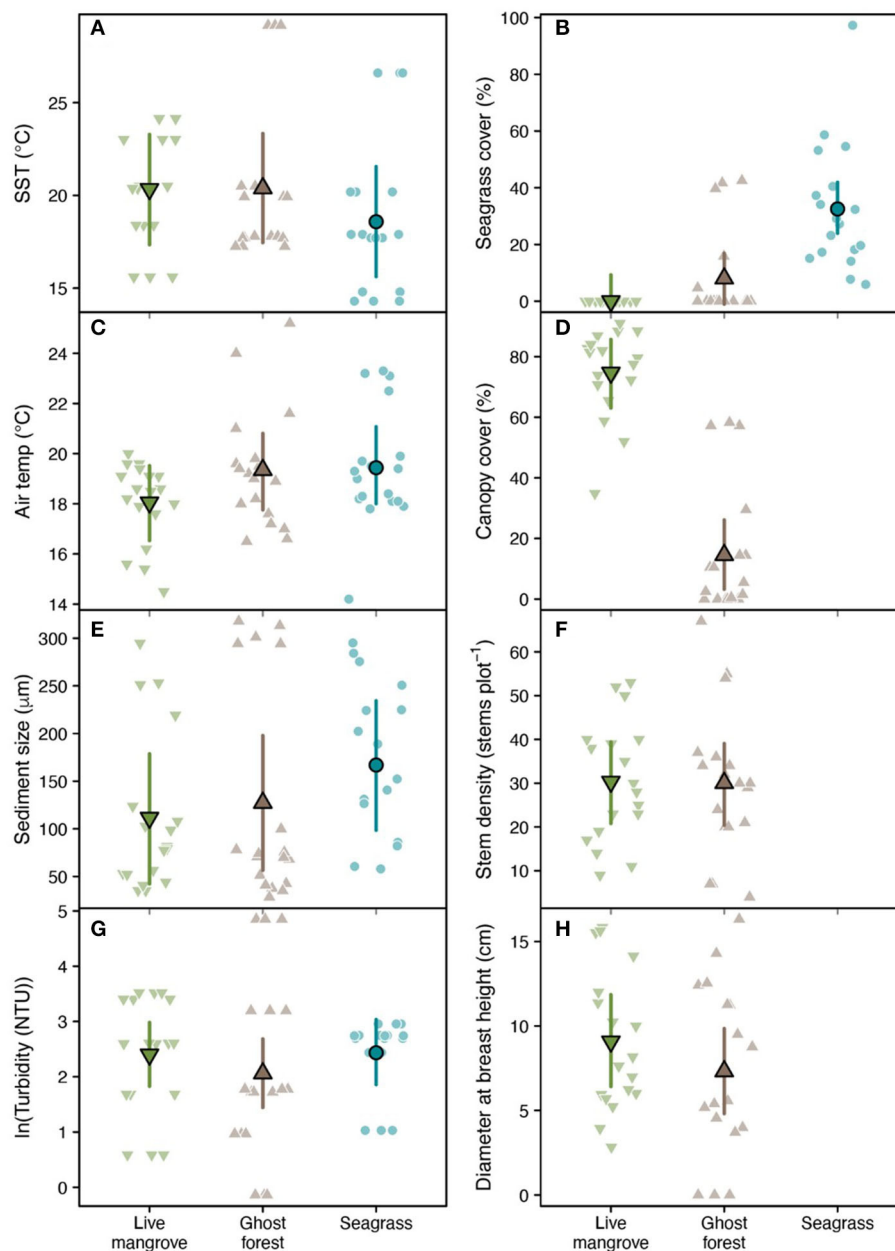 A
SST (°C)
25
20
15
B
Seagrass cover (%)
100
80
60
40
20
0
C
Air temp (°C)
24
22
20
18
16
14
D
Canopy cover (%)
80
60
40
20
0
E
Sediment size (μm)
300
250
200
150
100
50
F
Stem density (stems plot⁻¹)
60
50
40
30
20
10
G
ln(Turbidity (NTU))
5
4
3
2
1
0
H
Diameter at breast height (cm)
15
10
5
0
Live
mangrove
Ghost
forest
Seagrass
Live
mangrove
Ghost
forest
Seagrass